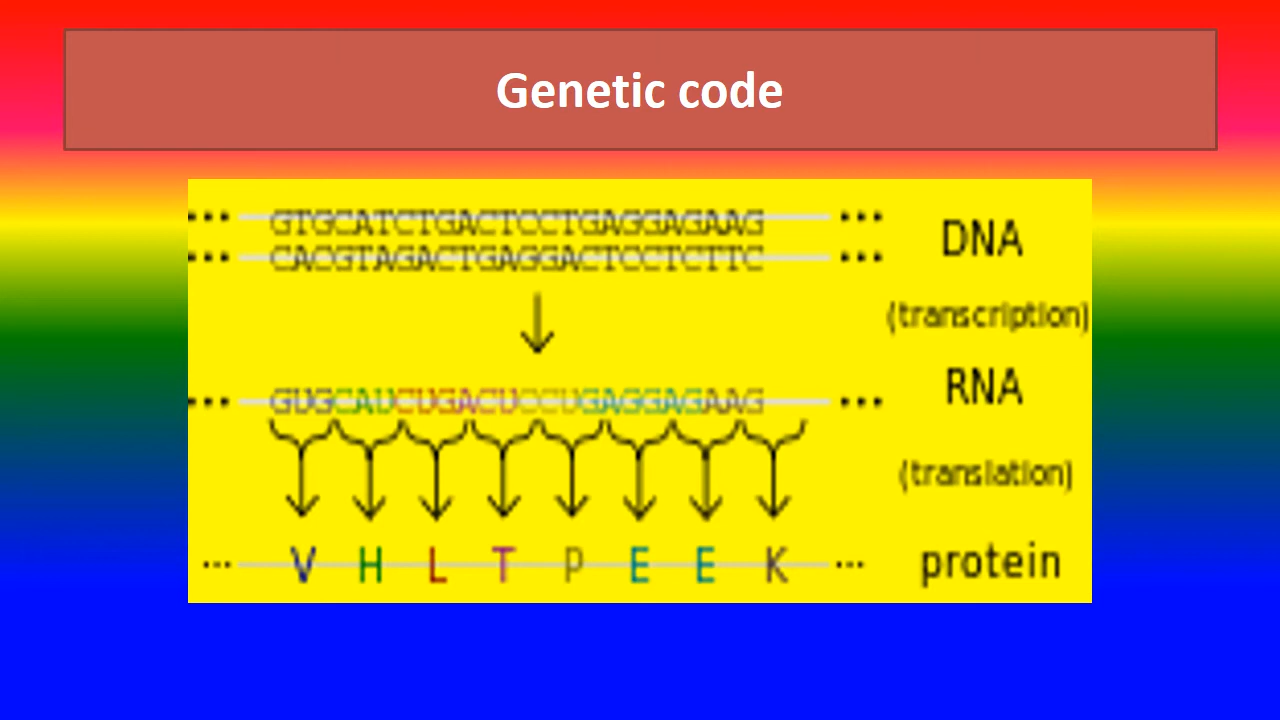 Genetic code
... GTGCATCTGACTCCTGAGGAGAAG ... DNA
... CACGTAGACTGAGGACTCCTCTTC ...
(transcription)
... GUGCAUCUGACUCCUGAGGAGAAG ... RNA
(translation)
... V H L T P E E K ... protein